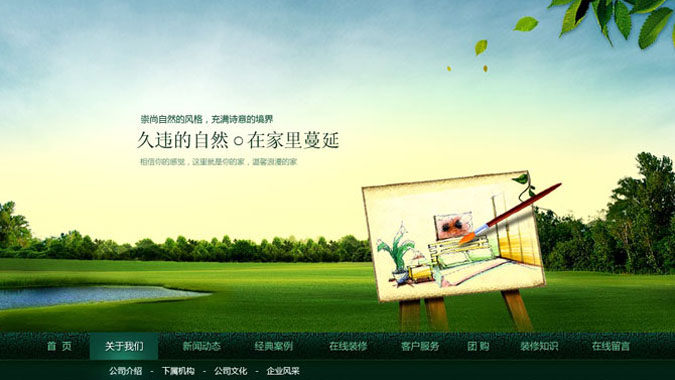 崇尚自然的风格，充满诗意的境界
久违的自然○在家里蔓延
相信你的感觉，这里就是你的家，温馨浪漫的家
首 页 关于我们 新闻动态 经典案例 在线装修 客户服务 团 购 装修知识 在线留言
公司介绍 - 下属机构 - 公司文化 - 企业风采